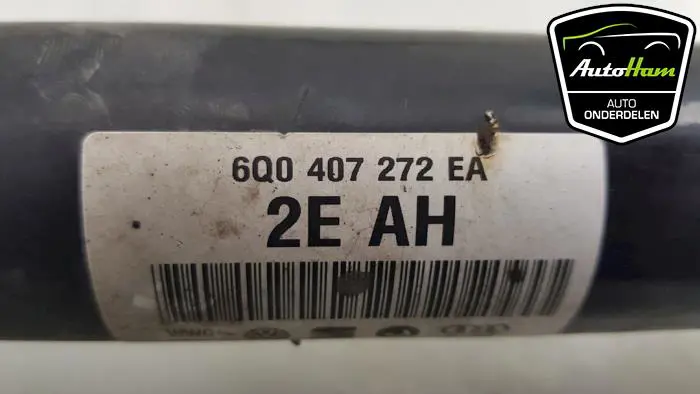 AutoHam
AUTO
ONDERDELEN
6Q0 407 272 EA
2E AH